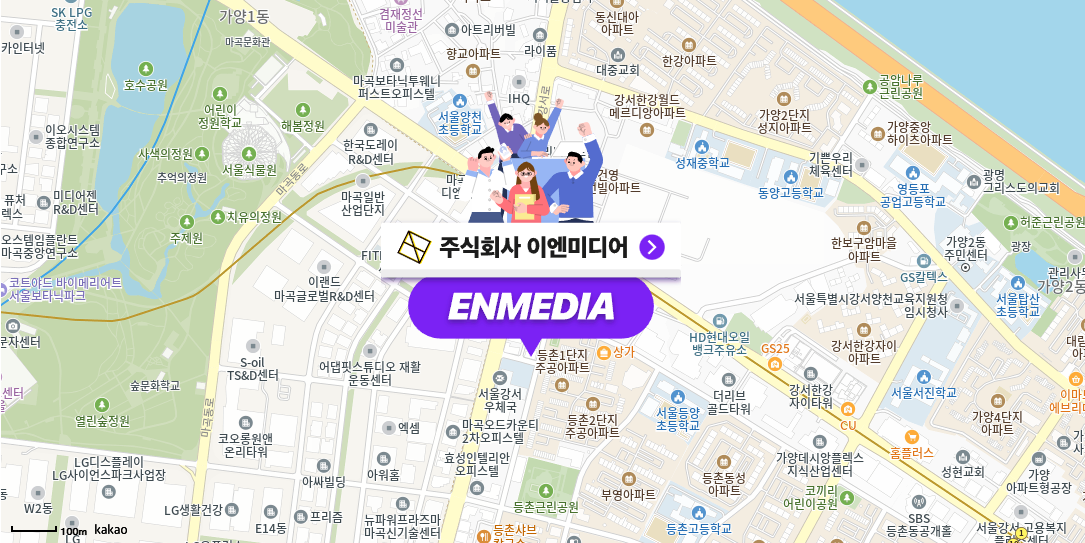 SK LPG
충전소
가양1동
겸재정선
미술관
아트리버빌
동신대아
아파트
카인터넷
마곡문화관
라이품
향교아파트
대중교회
한강아파트
호수공원
마곡보타닉투웨니
퍼스트오피스텔
IHQ
공암나루
근린공원
어린이
정원학교
해봄정원
서울양천
초등학교
강서로
강서한강월드
메르디앙아파트
가양2단지
성지아파트
가양중앙
하이츠아파트
이오시스템
종합연구소
한국도레이
R&D센터
사색의정원
서울식물원
추억의정원
마곡동로
성재중학교
기쁜우리
체육센터
동양고등학교
영등포
공업고등학교
광명
그리스도의교회
퓨처
렉스
미디어젠
R&D센터
마곡일반
산업단지
건영
빌아파트
치유의정원
주제원
오스템임플란트
마곡중앙연구소
허준근린공원
한보구암마을
아파트
가양2동
주민센터
광장
주식회사 이엔미디어
FITI
GS칼텍스
관리사무
가양2동
코트야드 바이메리어트
서울보타닉파크
이랜드
마곡글로벌R&D센터
서울탑산
초등학교
서울특별시강서양천교육지원청
임시청사
ENMEDIA
문자센터
HD현대오일
뱅크주유소
강서한강자이
아파트
GS25
등촌1단지
주공아파트
상가
S-oil
TS&D센터
어댑핏스튜디오 재활
운동센터
숲문화학교
서울강서
우체국
더리브
골드타워
강서한강
자이타워
서울서진학교
이마트
에브리데
센터
열린숲정원
마곡동로
서울등양
초등학교
가양4단지
아파트
CU
등촌2단지
주공아파트
코오롱원앤
온리타워
엑셈
마곡오드카운티
2차오피스텔
홈플러스
LG디스플레이
LG사이언스파크사업장
아워홈
효성인텔리안
오피스텔
등촌동성
아파트
가양데시앙플렉스
지식산업센터
성현교회
가양
아파트형공장
아싸빌딩
부영아파트
W2동
LG생활건강
E14동
프리즘
뉴파워프라즈마
마곡신기술센터
등촌근린공원
코끼리
어린이공원
등촌고등학교
SBS
등촌동공개홀
서울강서고용복지
등촌샤브
칼국수
100m
kakao
LG